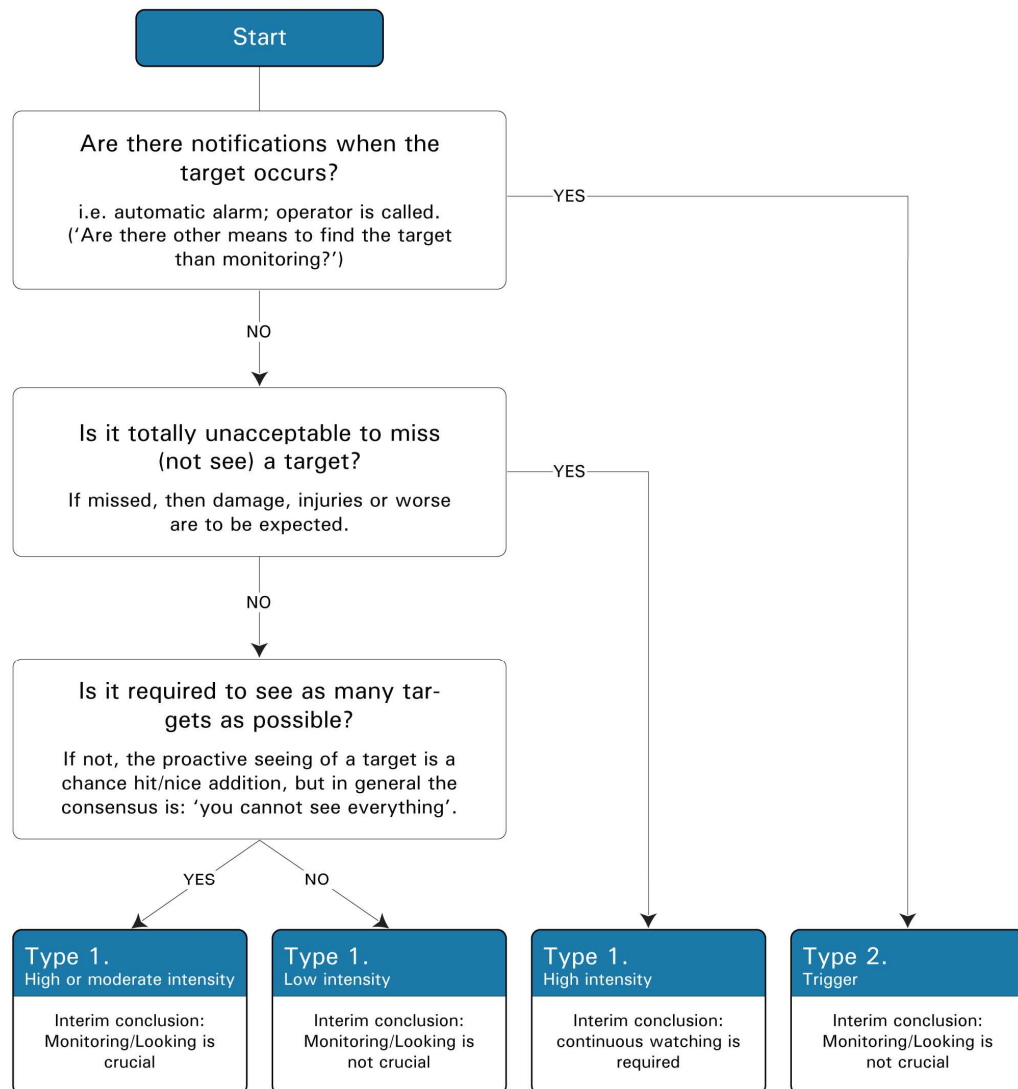 Start
Are there notifications when the
target occurs?
i.e. automatic alarm; operator is called.
(‘Are there other means to find the target
than monitoring?’)
YES
NO
Is it totally unacceptable to miss
(not see) a target?
If missed, then damage, injuries or worse
are to be expected.
YES
NO
Is it required to see as many tar-
gets as possible?
If not, the proactive seeing of a target is a
chance hit/nice addition, but in general the
consensus is: ‘you cannot see everything’.
YES
NO
Type 1.
High or moderate intensity
Interim conclusion:
Monitoring/Looking is
crucial
Type 1.
Low intensity
Interim conclusion:
Monitoring/Looking is
not crucial
Type 1.
High intensity
Interim conclusion:
continuous watching is
required
Type 2.
Trigger
Interim conclusion:
Monitoring/Looking is
not crucial